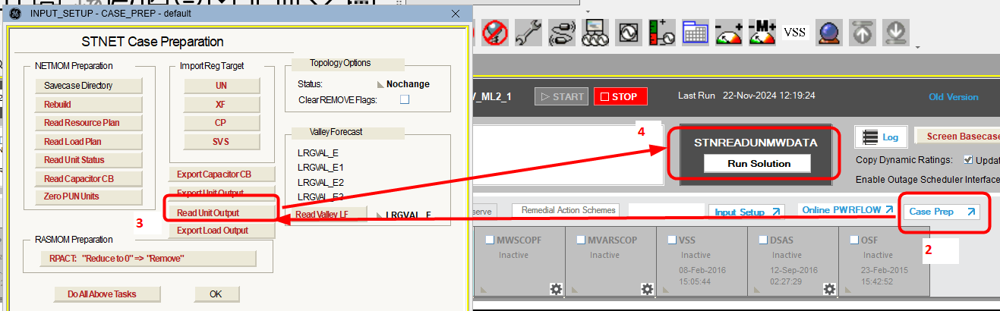 INPUT_SETUP - CASE_PREP - default
STNET Case Preparation
NETMOM Preparation
Savecase Directory
Rebuild
Read Resource Plan
Read Load Plan
Read Unit Status
Read Capacitor CB
Zero PUN Units
Import Reg Target
UN
XF
CP
SVS
Export Capacitor CB
Export Unit Output
Read Unit Output
Export Load Output
3
Topology Options
Status: Nochange
Clear REMOVE Flags:
Valley Forecast
LRGVAL_E
LRGVAL_E1
LRGVAL_E2
LRGVAL_E3
Read Valley LF LRGVAL_E
RASMOM Preparation
RPACT: "Reduce to 0" => "Remove"
Do All Above Tasks
OK
M
VSS
V_ML2_1
START
STOP
Last Run 22-Nov-2024 12:19:24
Old Version
4
STNREADUNMWDATA
Run Solution
Log
Screen Basecase
Copy Dynamic Ratings: Updat
Enable Outage Scheduler Interface
serve
Remedial Action Schemes
Input Setup
Online PWRFLOW
Case Prep
2
MWSCOPF
Inactive
MVARSCOP
Inactive
VSS
Inactive
08-Feb-2016
15:05:44
DSAS
Inactive
12-Sep-2016
02:27:29
OSF
Inactive
23-Feb-2015
15:42:52